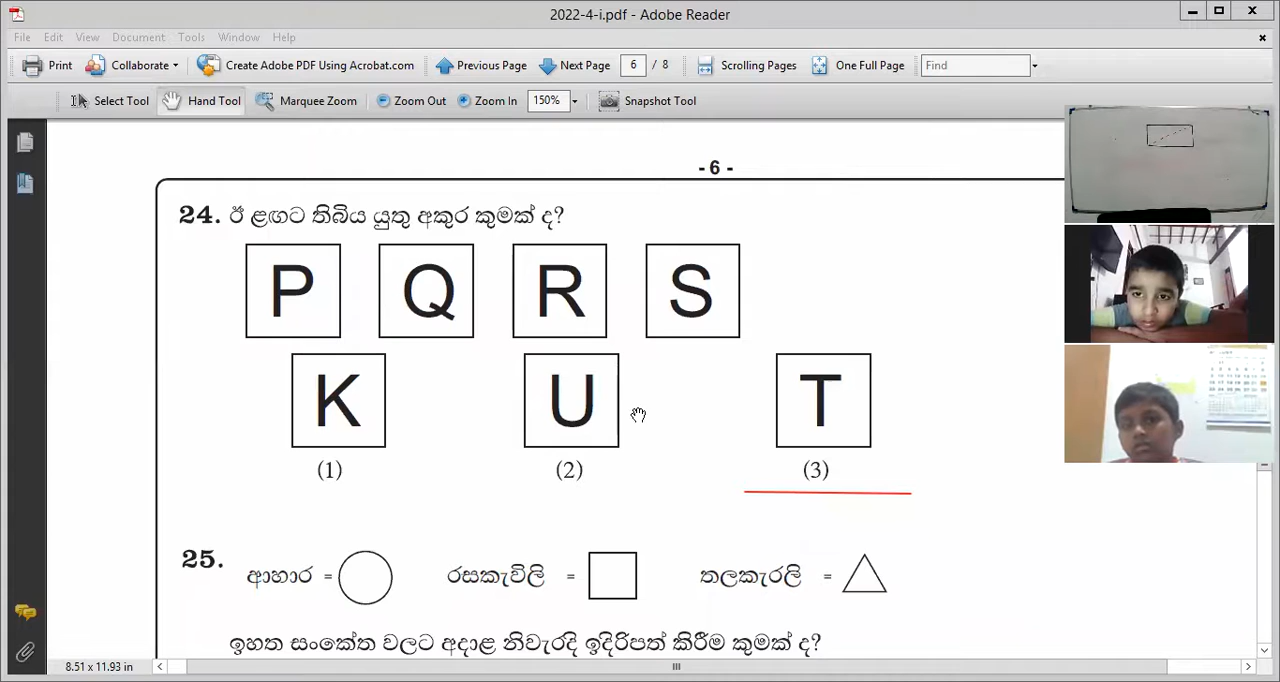 2022-4-i.pdf - Adobe Reader
File Edit View Document Tools Window Help
Print Collaborate Create Adobe PDF Using Acrobat.com Previous Page Next Page 6 / 8 Scrolling Pages One Full Page Find
Select Tool Hand Tool Marquee Zoom Zoom Out Zoom In 150% Snapshot Tool
- 6 -
24. ඊ ළඟට තිබිය යුතු අකුර කුමක් ද?
P Q R S
K U T
(1) (2) (3)
25. ආහාර = රසකැවිලි = තලකැරලි =
ඉහත සංකේත වලට අදාළ නිවැරදි ඉදිරිපත් කිරීම කුමක් ද?
8.51 x 11.93 in